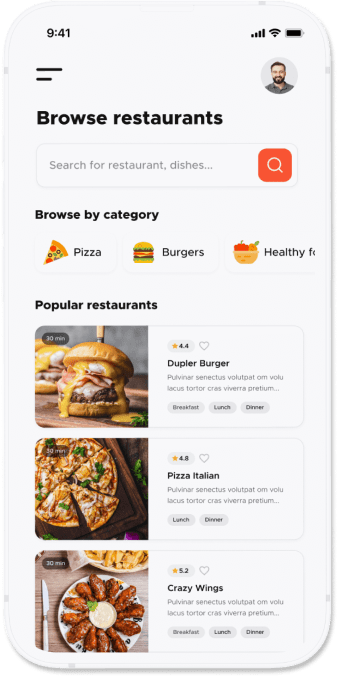 9:41
Browse restaurants
Search for restaurant, dishes...
Browse by category
Pizza
Burgers
Healthy fo
Popular restaurants
30 min
4.4
Dupler Burger
Pulvinar senectus volutpat om volu
lacus tortor cras viverra pretium...
Breakfast Lunch Dinner
30 min
4.8
Pizza Italian
Pulvinar senectus volutpat om volu
lacus tortor cras viverra pretium...
Lunch Dinner
30 min
5.2
Crazy Wings
Pulvinar senectus volutpat om volu
lacus tortor cras viverra pretium...
Breakfast Lunch Dinner